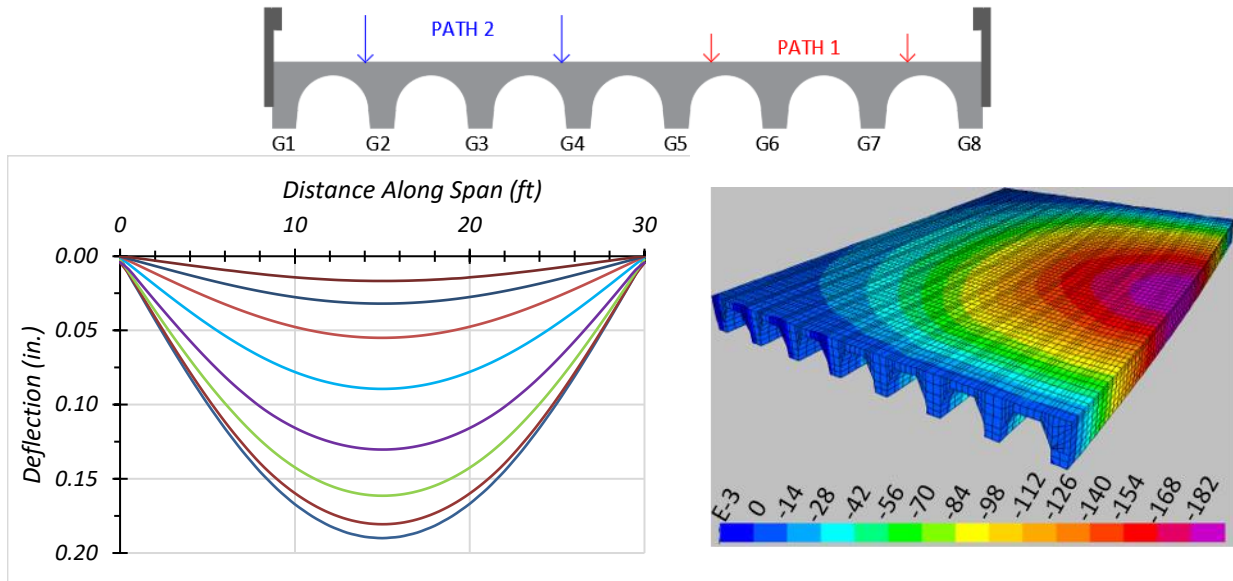 PATH 2
PATH 1
G1 G2 G3 G4 G5 G6 G7 G8
Distance Along Span (ft)
0 10 20 30
0.00
0.05
0.10
0.15
0.20
Deflection (in.)
E-3 0 -14 -28 -42 -56 -70 -84 -98 -112 -126 -140 -154 -168 -182